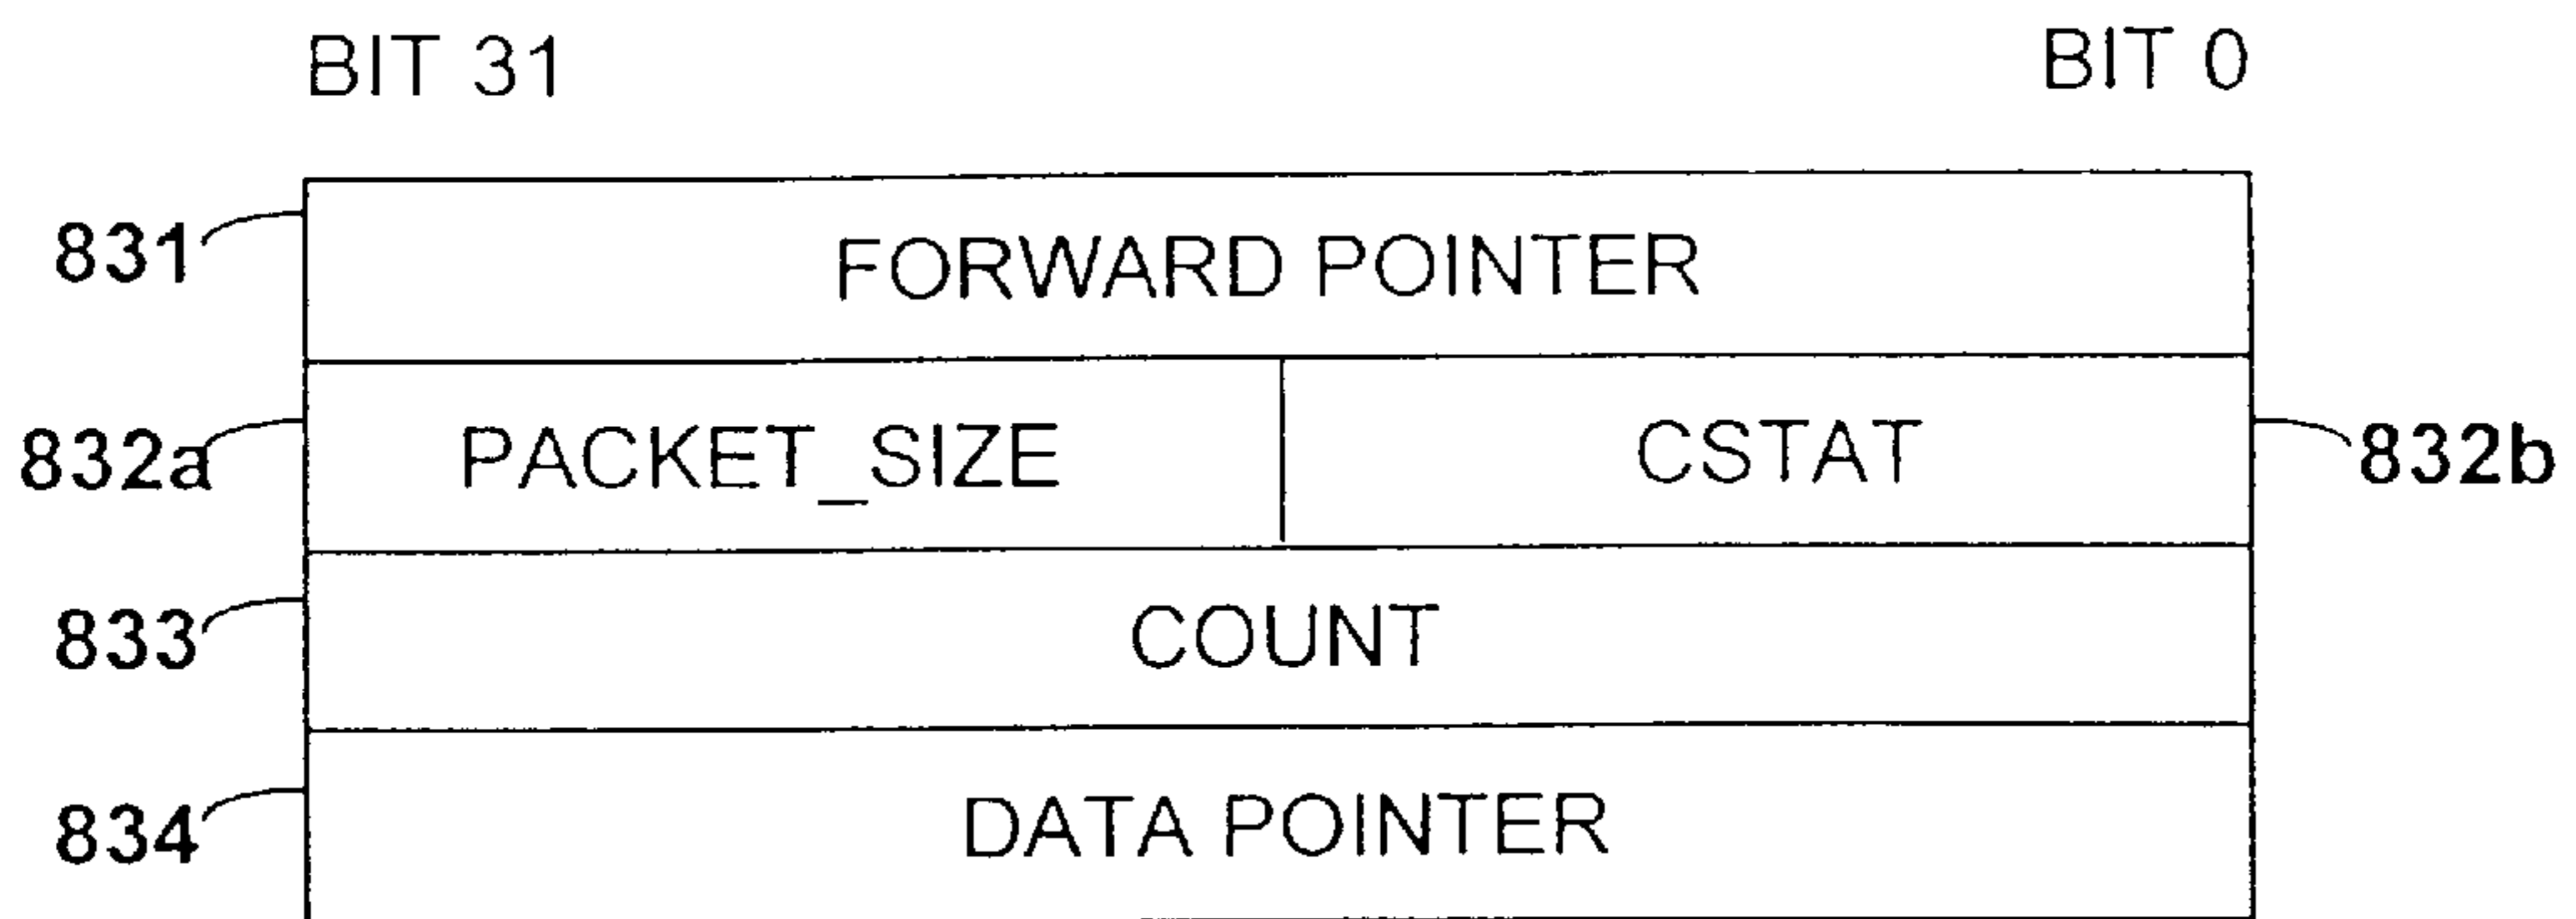 BIT 31 BIT 0
831 FORWARD POINTER
832a PACKET_SIZE CSTAT 832b
833 COUNT
834 DATA POINTER